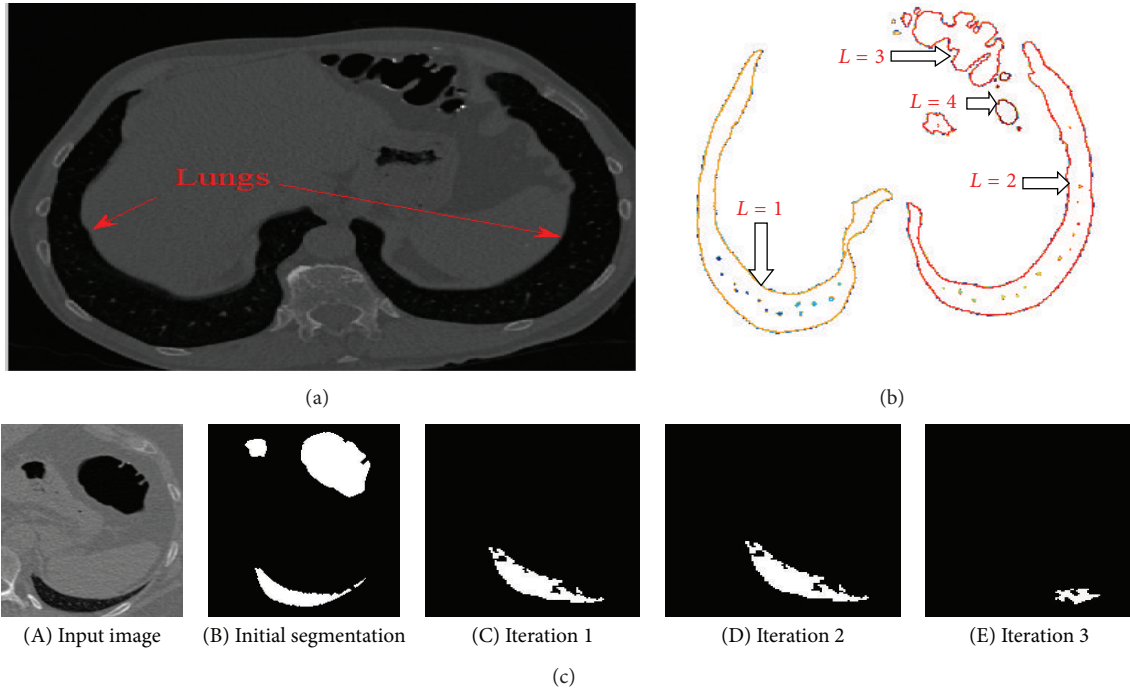 Lungs
L = 3
L = 4
L = 2
L = 1
(a)
(b)
(A) Input image
(B) Initial segmentation
(C) Iteration 1
(D) Iteration 2
(E) Iteration 3
(c)